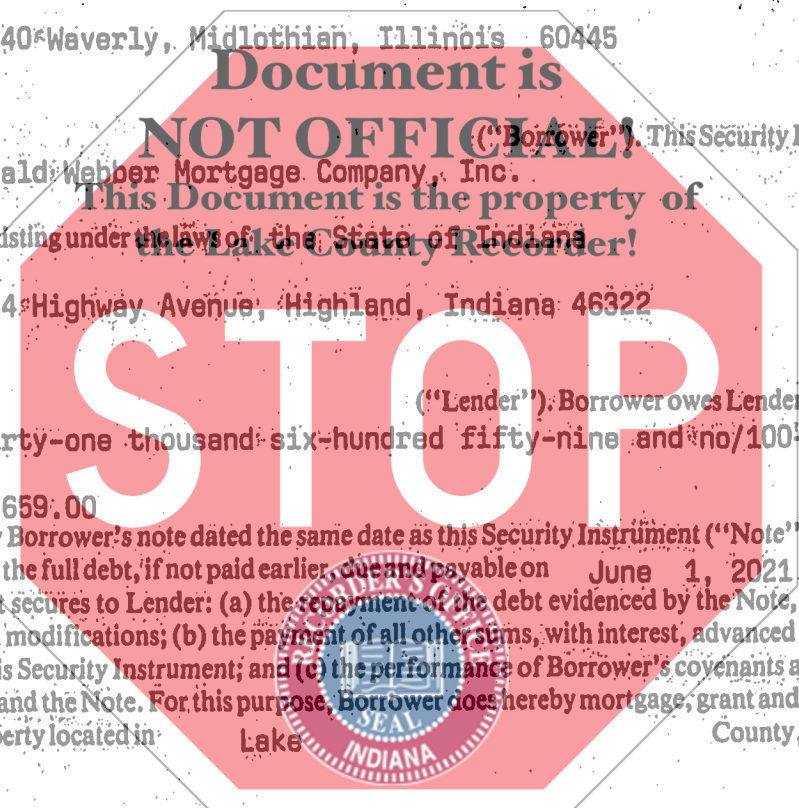 40 Waverly, Midlothian, Illinois 60445
Document is
NOT OFFICIAL!
("Borrower"). This Security I
ald Webber Mortgage Company, Inc.
This Document is the property of
isting under the laws of the State of Indiana
the Lake County Recorder!
4 Highway Avenue, Highland, Indiana 46322
STOP
("Lender"). Borrower owes Lender
rty-one thousand six-hundred fifty-nine and no/100-
659.00
y Borrower's note dated the same date as this Security Instrument ("Note"
the full debt, if not paid earlier, due and payable on June 1, 2021
t secures to Lender: (a) the repayment of the debt evidenced by the Note,
modifications; (b) the payment of all other sums, with interest, advanced
is Security Instrument; and (c) the performance of Borrower's covenants a
and the Note. For this purpose, Borrower does hereby mortgage, grant and
erty located in Lake County,
RECORDER'S OFFICE
SEAL
INDIANA